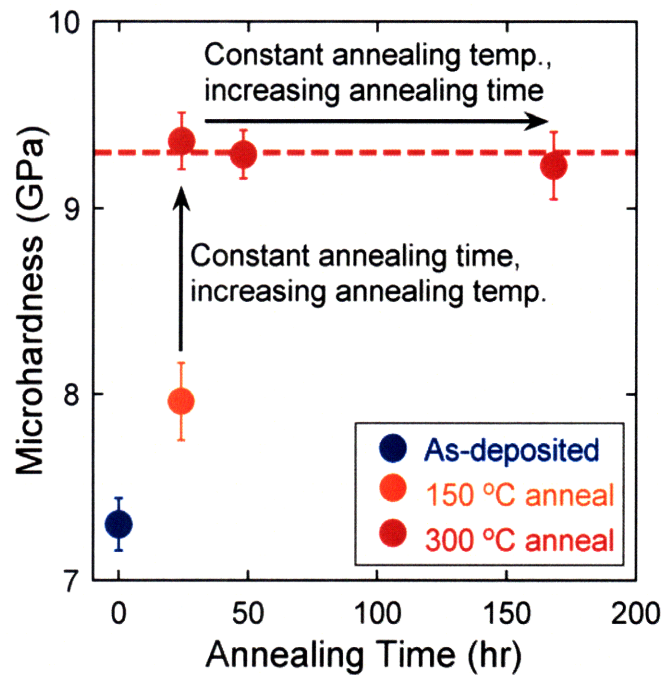 10
9
8
7
Microhardness (GPa)
Constant annealing temp.,
increasing annealing time
Constant annealing time,
increasing annealing temp.
As-deposited
150 ºC anneal
300 ºC anneal
0 50 100 150 200
Annealing Time (hr)